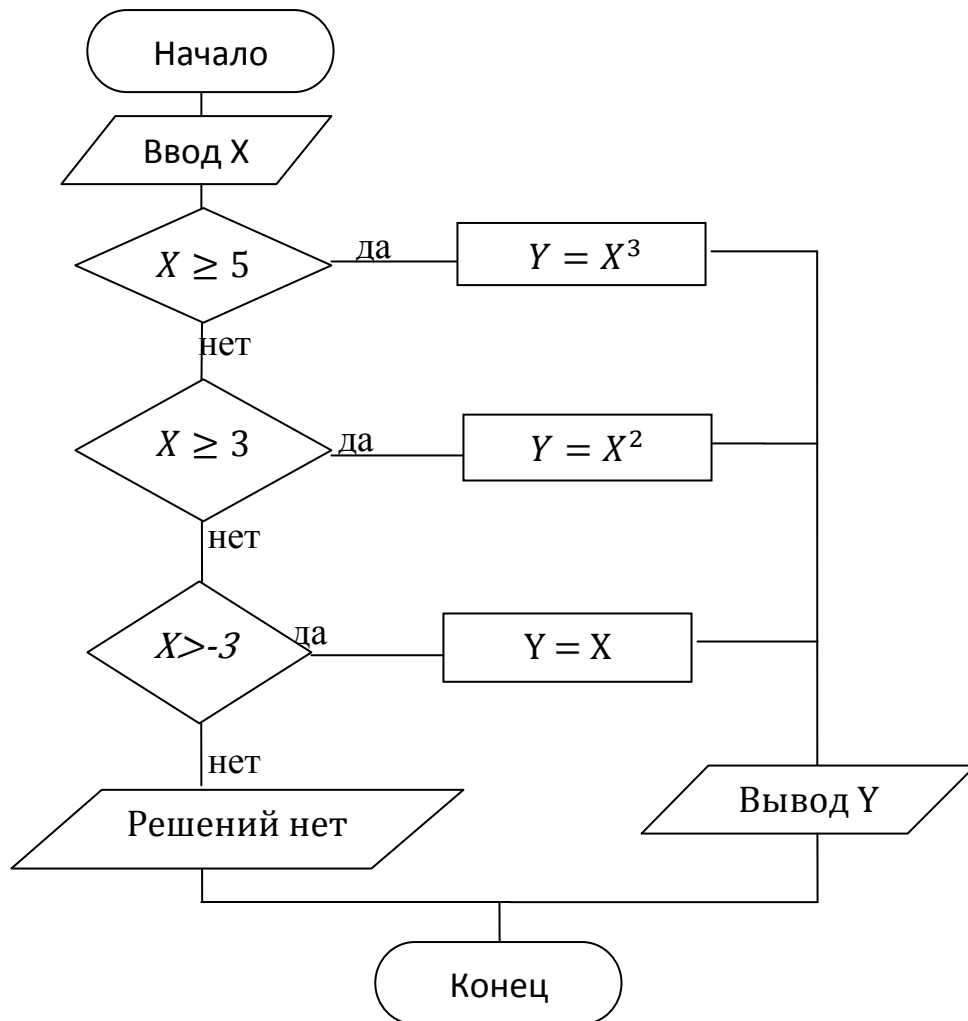 Начало
Ввод X
X ≥ 5
да
Y = X³
нет
X ≥ 3
да
Y = X²
нет
X>-3
да
Y = X
нет
Решений нет
Вывод Y
Конец